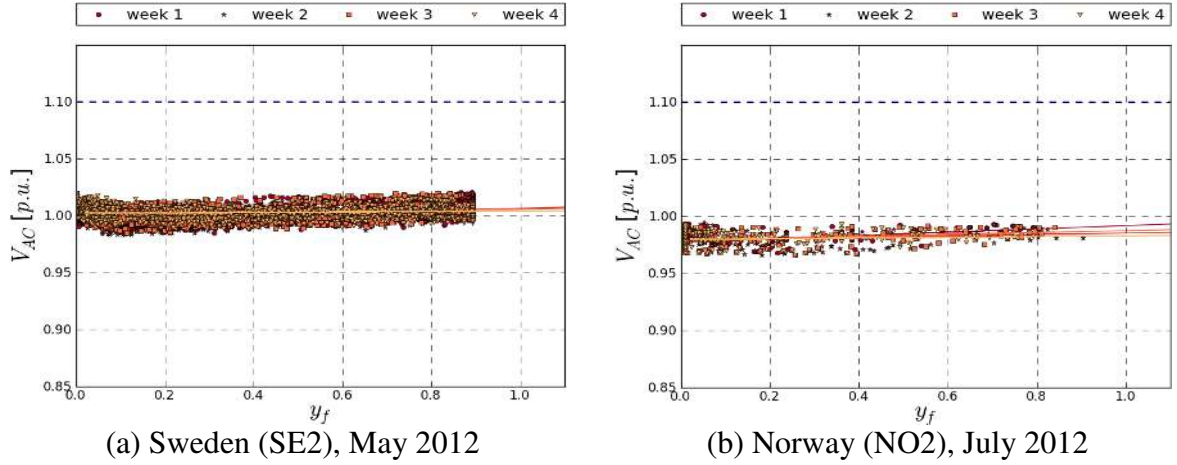 week 1 week 2 week 3 week 4
1.10
1.05
1.00
0.95
0.90
0.85
V_AC [p.u.]
0.0 0.2 0.4 0.6 0.8 1.0
y_f
(a) Sweden (SE2), May 2012
week 1 week 2 week 3 week 4
1.10
1.05
1.00
0.95
0.90
0.85
V_AC [p.u.]
0.0 0.2 0.4 0.6 0.8 1.0
y_f
(b) Norway (NO2), July 2012